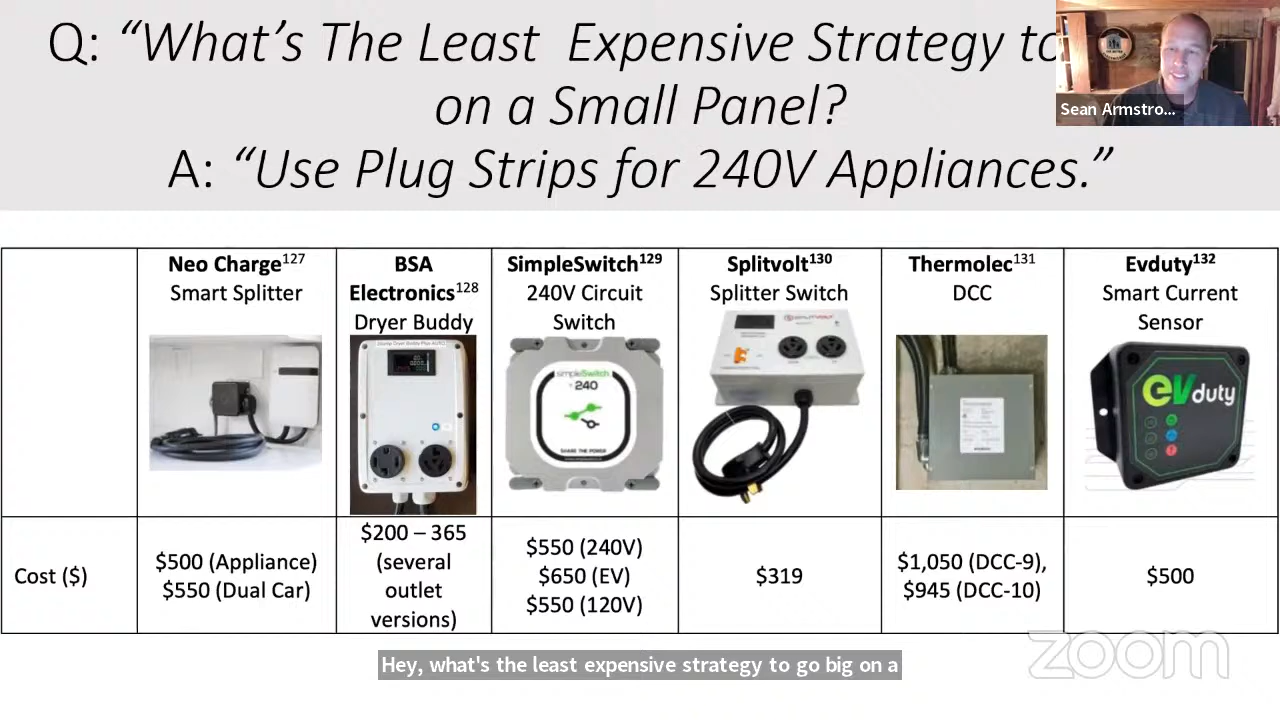 Q: “What’s The Least Expensive Strategy to
on a Small Panel?
A: “Use Plug Strips for 240V Appliances.”
Sean Armstro...
Neo Charge127
Smart Splitter
BSA
Electronics128
Dryer Buddy
SimpleSwitch129
240V Circuit
Switch
Splitvolt130
Splitter Switch
Thermolec131
DCC
Evduty132
Smart Current
Sensor
simpleSwitch
240
SHARE THE POWER
SPLITVOLT
evduty
Cost ($)
$500 (Appliance)
$550 (Dual Car)
$200 – 365
(several
outlet
versions)
$550 (240V)
$650 (EV)
$550 (120V)
$319
$1,050 (DCC-9),
$945 (DCC-10)
$500
zoom
Hey, what's the least expensive strategy to go big on a